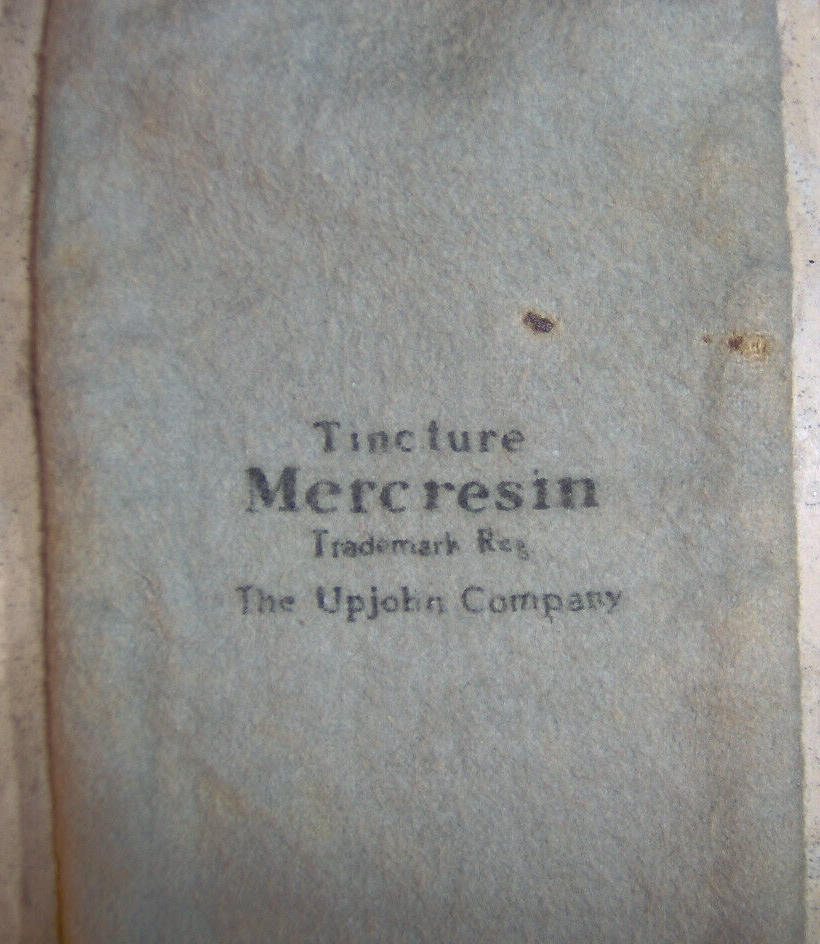 Tincture
Mercresin
Trademark Reg
The Upjohn Company